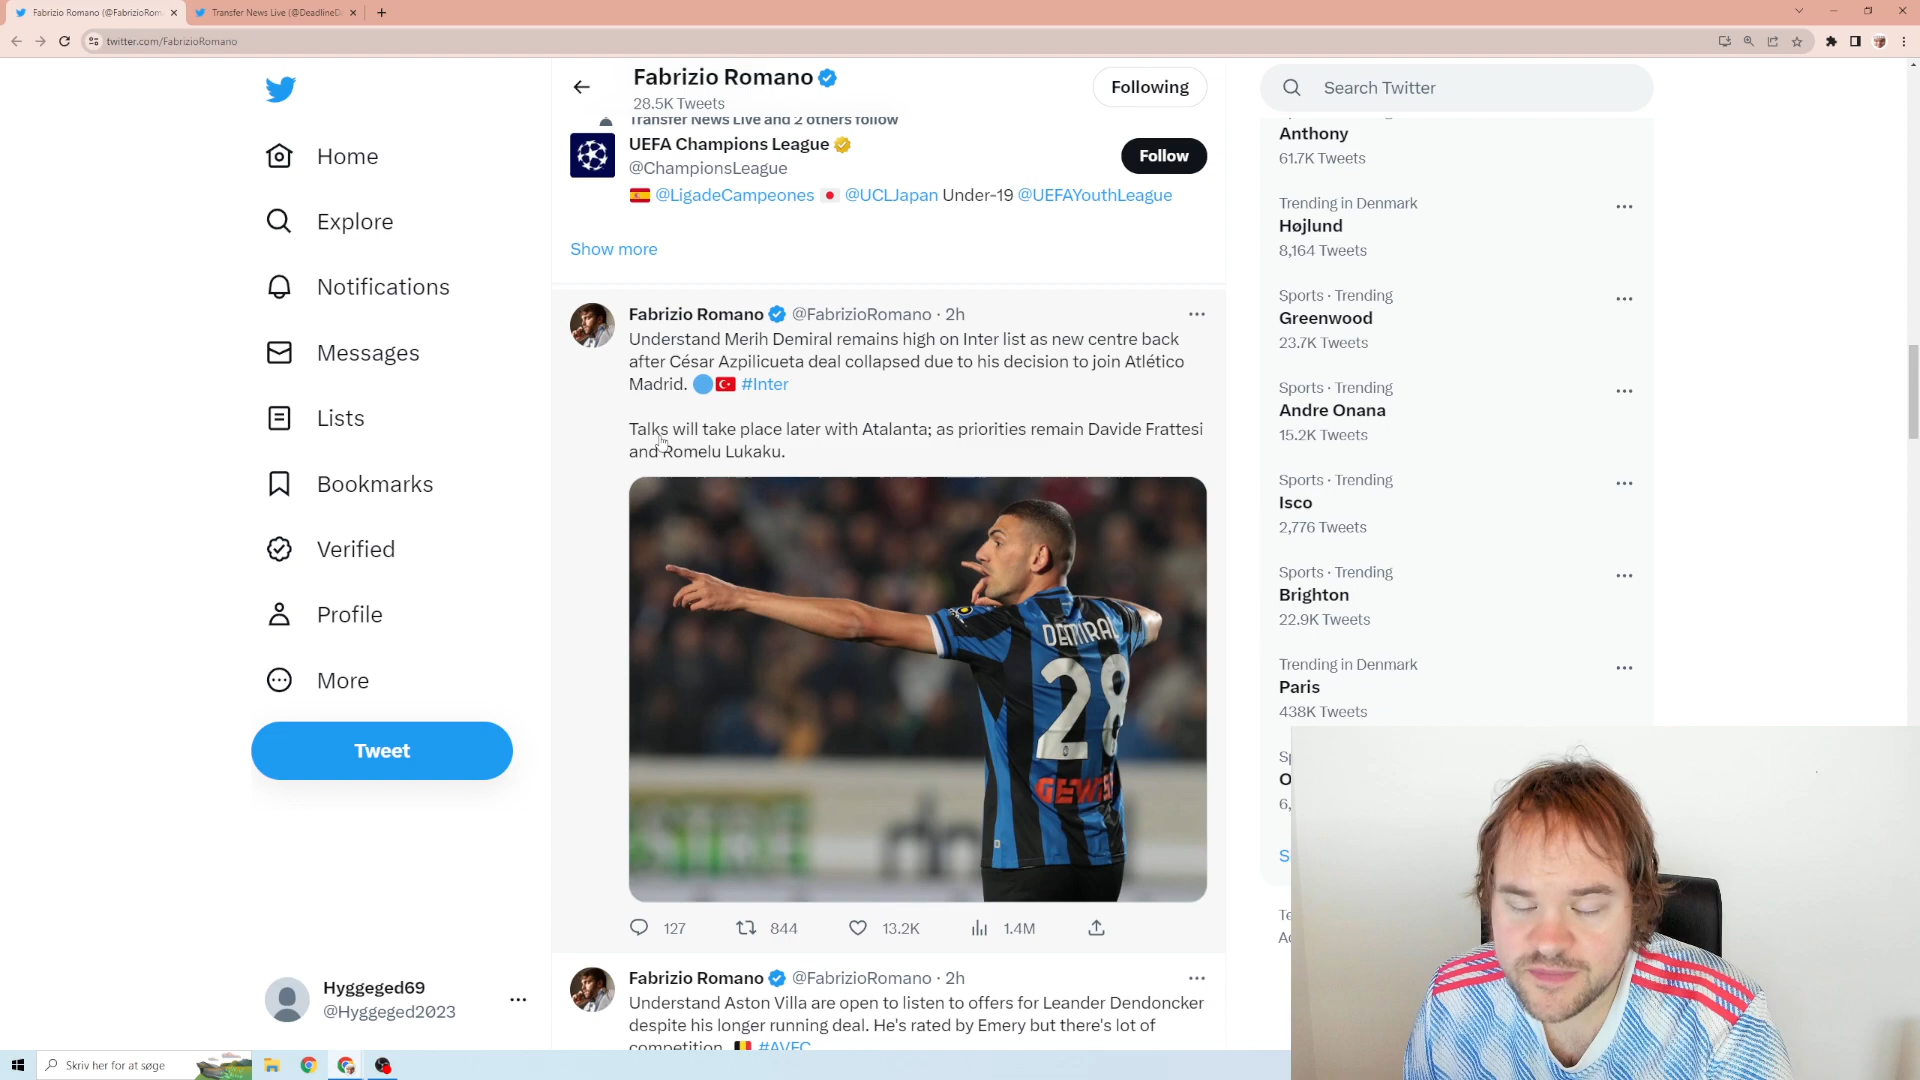 Fabrizio Romano (@FabrizioRom
Transfer News Live (@DeadlineD
twitter.com/FabrizioRomano
Home
Explore
Notifications
Messages
Lists
Bookmarks
Verified
Profile
More
Tweet
Hyggeged69
@Hyggeged2023
Fabrizio Romano
28.5K Tweets
Following
Transfer News Live and 2 others follow
UEFA Champions League
@ChampionsLeague
Follow
🇪🇸 @LigadeCampeones 🇯🇵 @UCLJapan Under-19 @UEFAYouthLeague
Show more
Fabrizio Romano @FabrizioRomano · 2h
Understand Merih Demiral remains high on Inter list as new centre back
after César Azpilicueta deal collapsed due to his decision to join Atlético
Madrid. 🔵🇹🇷 #Inter
Talks will take place later with Atalanta; as priorities remain Davide Frattesi
and Romelu Lukaku.
DEMIRAL
28
127 844 13.2K 1.4M
Fabrizio Romano @FabrizioRomano · 2h
Understand Aston Villa are open to listen to offers for Leander Dendoncker
despite his longer running deal. He's rated by Emery but there's lot of
competition. 🇧🇪 #AVFC
Search Twitter
Anthony
61.7K Tweets
Trending in Denmark
Højlund
8,164 Tweets
Sports · Trending
Greenwood
23.7K Tweets
Sports · Trending
Andre Onana
15.2K Tweets
Sports · Trending
Isco
2,776 Tweets
Sports · Trending
Brighton
22.9K Tweets
Trending in Denmark
Paris
438K Tweets
Skriv her for at søge